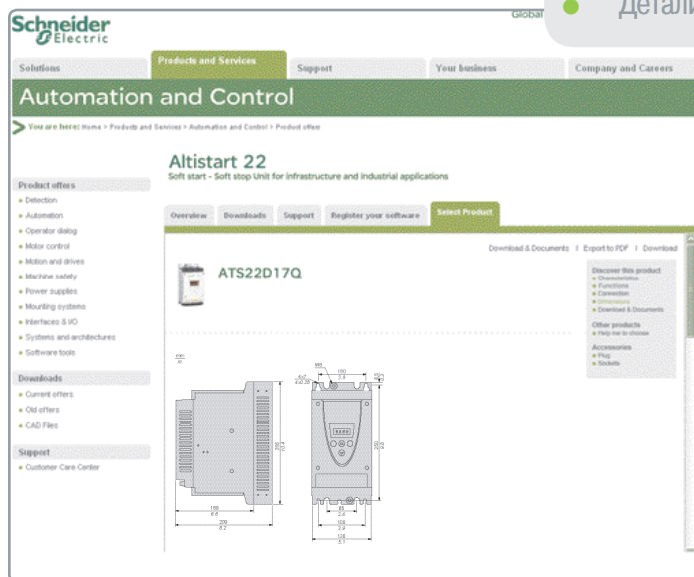 Детали
Global
Schneider
Electric
Solutions
Products and Services
Support
Your business
Company and Careers
Automation and Control
You are here: Home > Products and Services > Automation and Control > Product offers
Altistart 22
Soft start - Soft stop Unit for infrastructure and industrial applications
Product offers
Detection
Automation
Operator dialog
Motor control
Motion and drives
Machine safety
Power supplies
Mounting systems
Interfaces & I/O
Systems and architectures
Software tools
Downloads
Current offers
Old offers
CAD Files
Support
Customer Care Center
Overview
Downloads
Support
Register your software
Select Product
Download & Documents | Export to PDF | Download
ATS22D17Q
Discover this product
Characteristics
Functions
Connection
Dimensions
Download & Documents
Other products
Help me to choose
Accessories
Plug
Sockets
mm
in